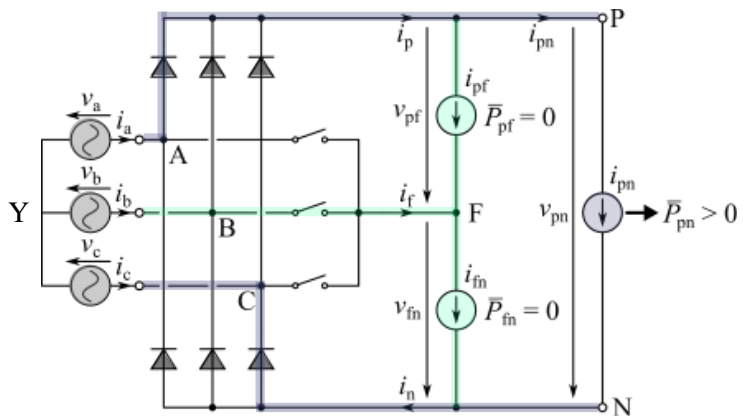 P
i_p
i_pn
v_a
i_a
i_pf
v_pf
P̅_pf = 0
A
v_b
i_b
i_f
i_pn
Y
B
F
v_pn
P̅_pn > 0
v_c
i_c
C
i_fn
v_fn
P̅_fn = 0
i_n
N